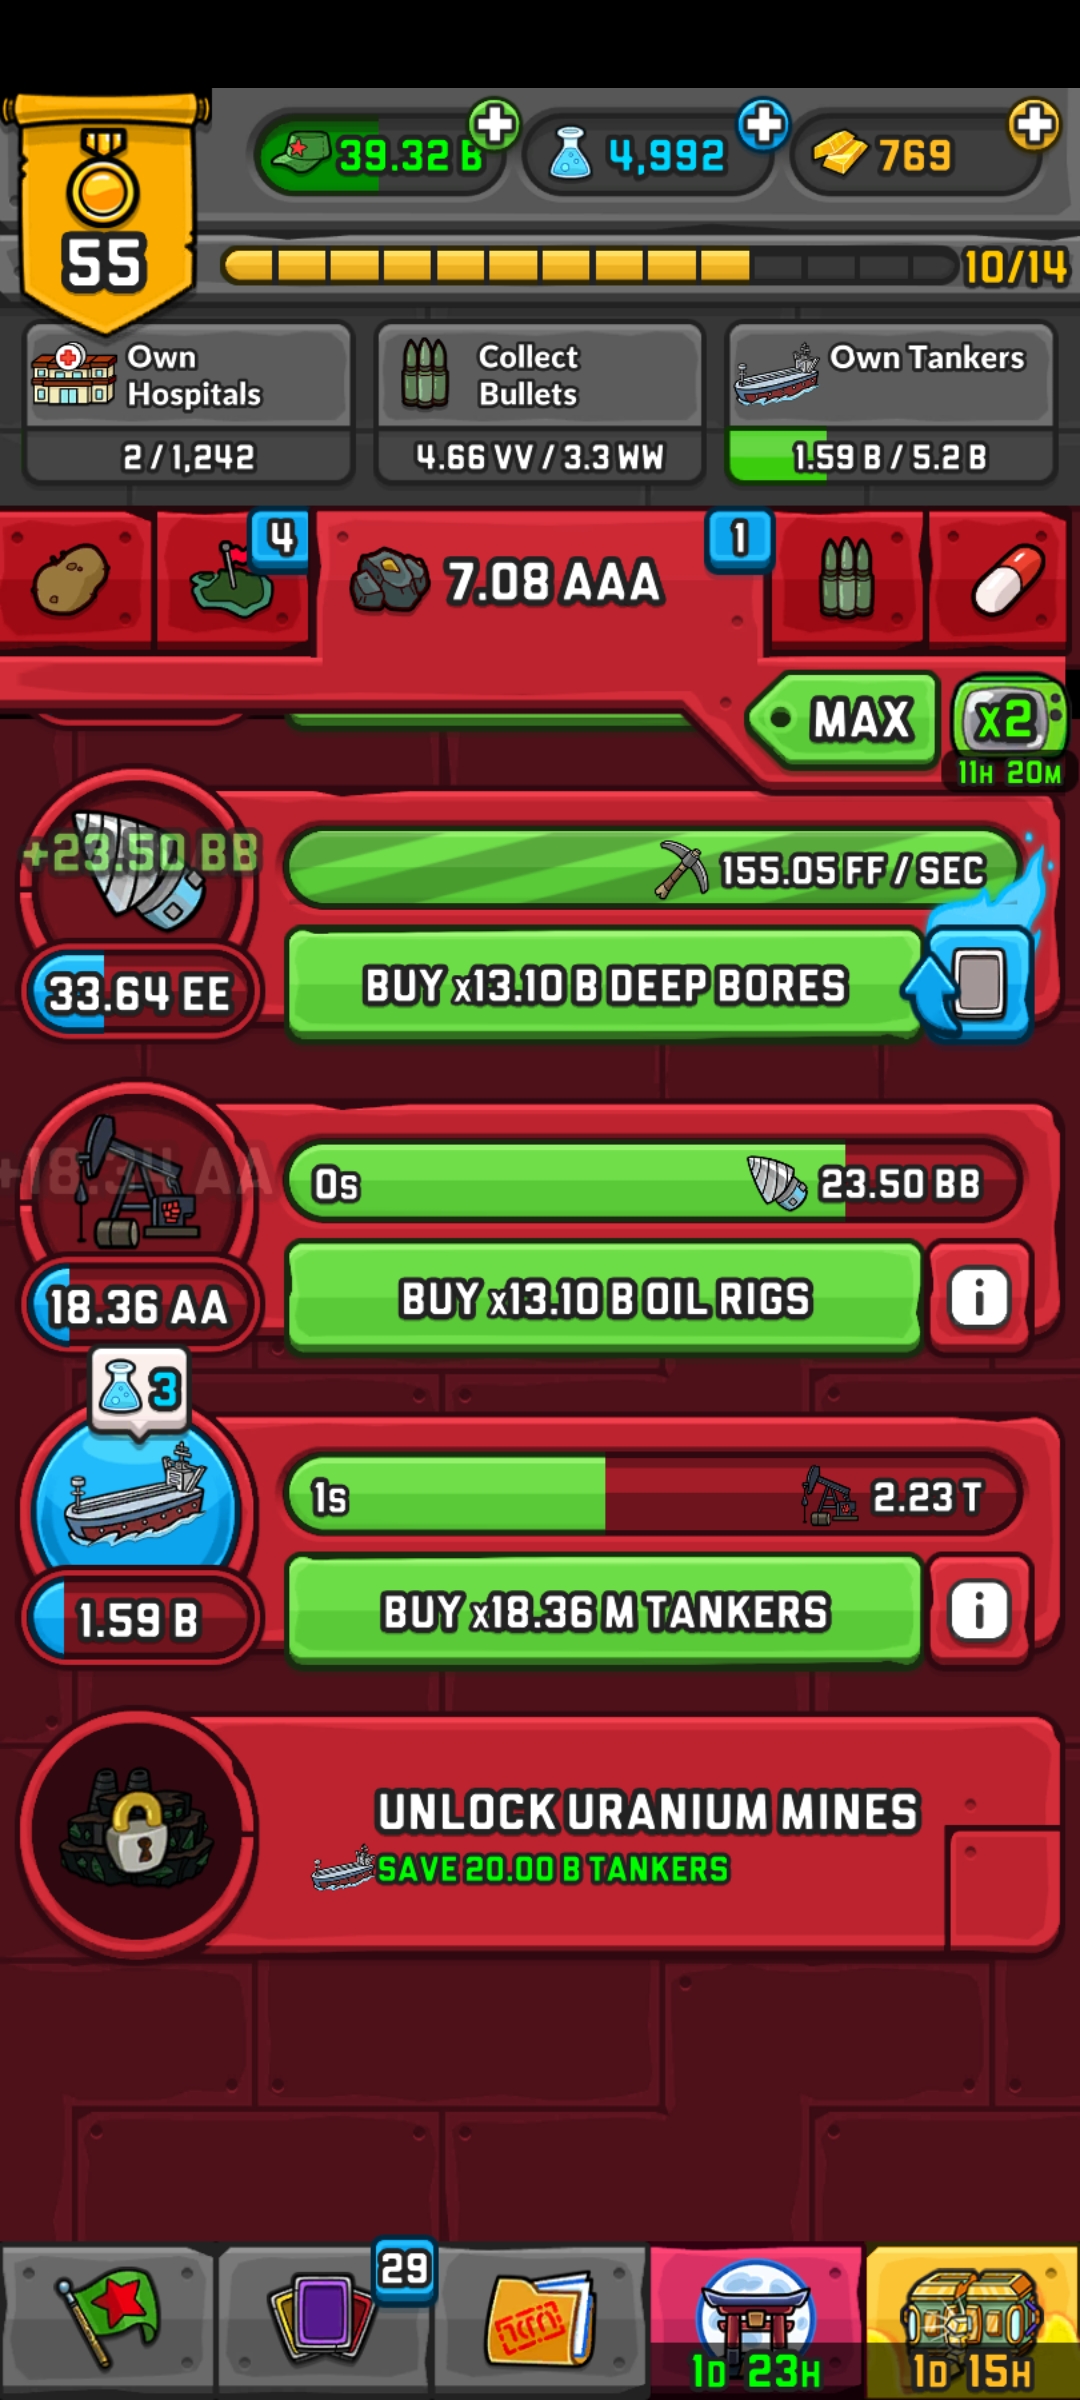 55
39.32 B
4,992
769
10/14
Own
Hospitals
2 / 1,242
Collect
Bullets
4.66 VV / 3.3 WW
Own Tankers
1.59 B / 5.2 B
4
7.08 AAA
1
MAX
x2
11H 20M
+23.50 BB
155.05 FF / SEC
33.64 EE
BUY x13.10 B DEEP BORES
+18.34 AA
0s
23.50 BB
18.36 AA
BUY x13.10 B OIL RIGS
i
3
1s
2.23 T
1.59 B
BUY x18.36 M TANKERS
i
UNLOCK URANIUM MINES
SAVE 20.00 B TANKERS
29
1D 23H
1D 15H